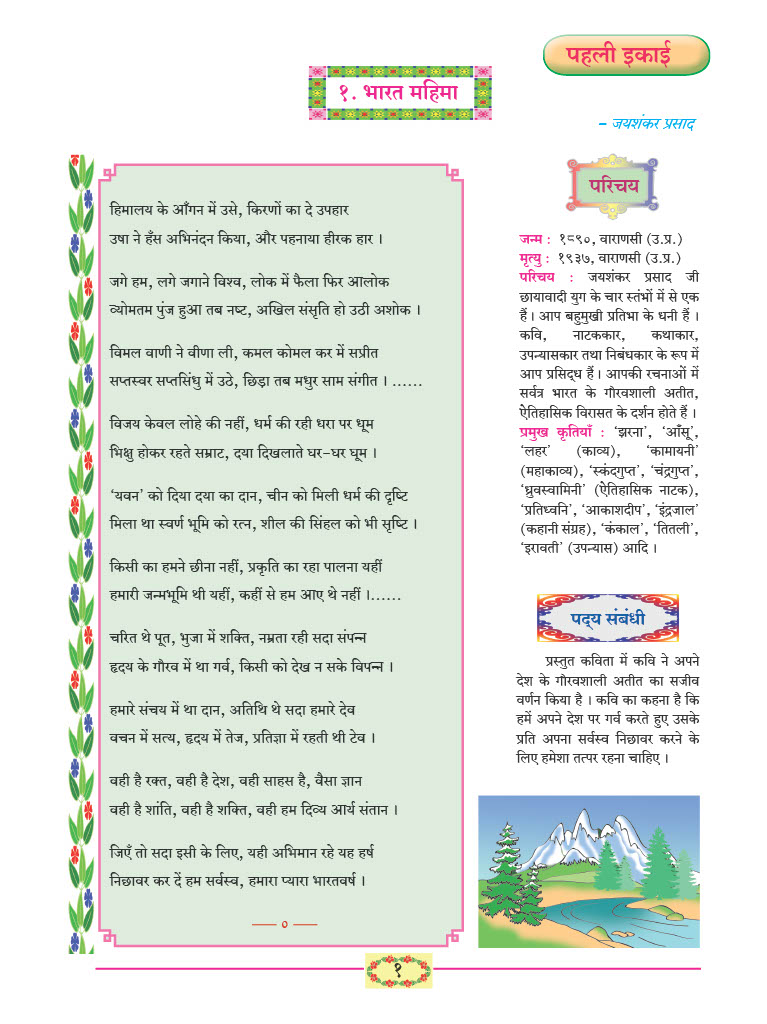 पहली इकाई
१. भारत महिमा
– जयशंकर प्रसाद
हिमालय के आँगन में उसे, किरणों का दे उपहार
उषा ने हँस अभिनंदन किया, और पहनाया हीरक हार ।
जगे हम, लगे जगाने विश्व, लोक में फैला फिर आलोक
व्योमतम पुंज हुआ तब नष्ट, अखिल संसृति हो उठी अशोक ।
विमल वाणी ने वीणा ली, कमल कोमल कर में सप्रीत
सप्तस्वर सप्तसिंधु में उठे, छिड़ा तब मधुर साम संगीत । ......
विजय केवल लोहे की नहीं, धर्म की रही धरा पर धूम
भिक्षु होकर रहते सम्राट, दया दिखलाते घर-घर घूम ।
‘यवन’ को दिया दया का दान, चीन को मिली धर्म की दृष्टि
मिला था स्वर्ण भूमि को रत्न, शील की सिंहल को भी सृष्टि ।
किसी का हमने छीना नहीं, प्रकृति का रहा पालना यहीं
हमारी जन्मभूमि थी यहीं, कहीं से हम आए थे नहीं ।......
चरित थे पूत, भुजा में शक्ति, नम्रता रही सदा संपन्न
हृदय के गौरव में था गर्व, किसी को देख न सके विपन्न ।
हमारे संचय में था दान, अतिथि थे सदा हमारे देव
वचन में सत्य, हृदय में तेज, प्रतिज्ञा में रहती थी टेव ।
वही है रक्त, वही है देश, वही साहस है, वैसा ज्ञान
वही है शांति, वही है शक्ति, वही हम दिव्य आर्य संतान ।
जिएँ तो सदा इसी के लिए, यही अभिमान रहे यह हर्ष
निछावर कर दें हम सर्वस्व, हमारा प्यारा भारतवर्ष ।
—— ० ——
परिचय
जन्म : १८९०, वाराणसी (उ.प्र.)
मृत्यु : १९३७, वाराणसी (उ.प्र.)
परिचय : जयशंकर प्रसाद जी
छायावादी युग के चार स्तंभों में से एक
हैं। आप बहुमुखी प्रतिभा के धनी हैं ।
कवि, नाटककार, कथाकार,
उपन्यासकार तथा निबंधकार के रूप में
आप प्रसिद्ध हैं। आपकी रचनाओं में
सर्वत्र भारत के गौरवशाली अतीत,
ऐतिहासिक विरासत के दर्शन होते हैं ।
प्रमुख कृतियाँ : ‘झरना’, ‘आँसू’,
‘लहर’ (काव्य), ‘कामायनी’
(महाकाव्य), ‘स्कंदगुप्त’, ‘चंद्रगुप्त’,
‘ध्रुवस्वामिनी’ (ऐतिहासिक नाटक),
‘प्रतिध्वनि’, ‘आकाशदीप’, ‘इंद्रजाल’
(कहानी संग्रह), ‘कंकाल’, ‘तितली’,
‘इरावती’ (उपन्यास) आदि ।
पद्य संबंधी
प्रस्तुत कविता में कवि ने अपने
देश के गौरवशाली अतीत का सजीव
वर्णन किया है । कवि का कहना है कि
हमें अपने देश पर गर्व करते हुए उसके
प्रति अपना सर्वस्व निछावर करने के
लिए हमेशा तत्पर रहना चाहिए ।
१